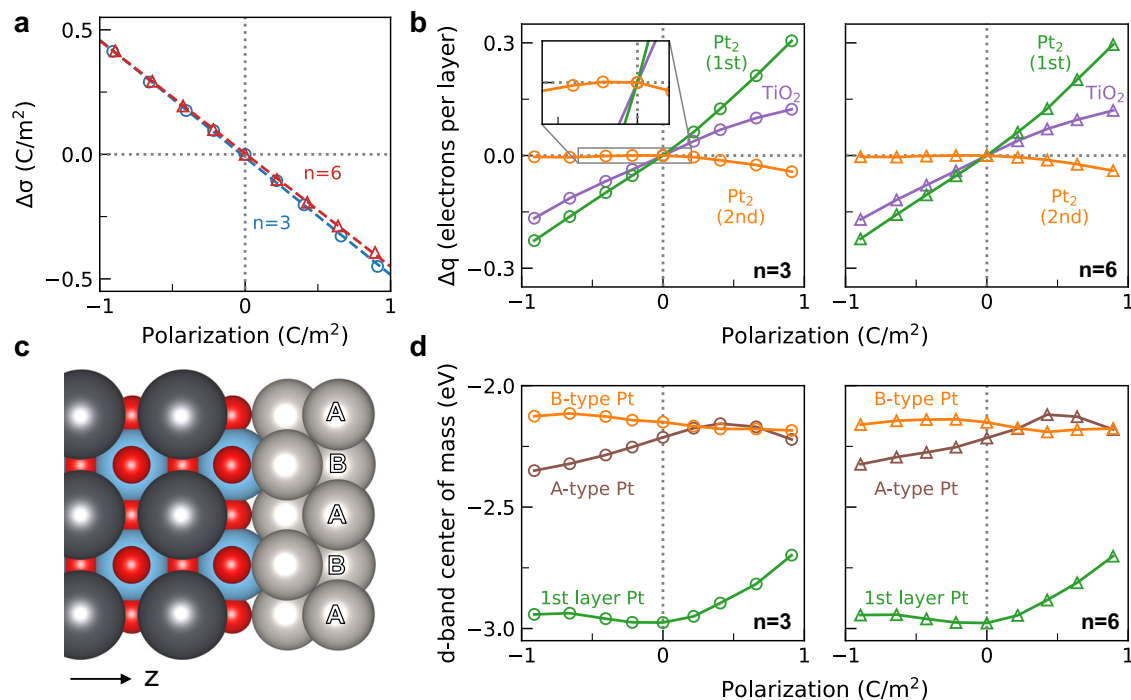 a
0.5
0.0
−0.5
Δσ (C/m²)
n=6
n=3
−1
0
1
Polarization (C/m²)
b
0.3
0.0
−0.3
Δq (electrons per layer)
Pt₂
(1st)
TiO₂
Pt₂
(2nd)
n=3
−1
0
1
Polarization (C/m²)
Pt₂
(1st)
TiO₂
Pt₂
(2nd)
n=6
−1
0
1
Polarization (C/m²)
c
A
B
A
B
A
z
d
−2.0
−2.5
−3.0
d-band center of mass (eV)
B-type Pt
A-type Pt
1st layer Pt
n=3
−1
0
1
Polarization (C/m²)
B-type Pt
A-type Pt
1st layer Pt
n=6
−1
0
1
Polarization (C/m²)